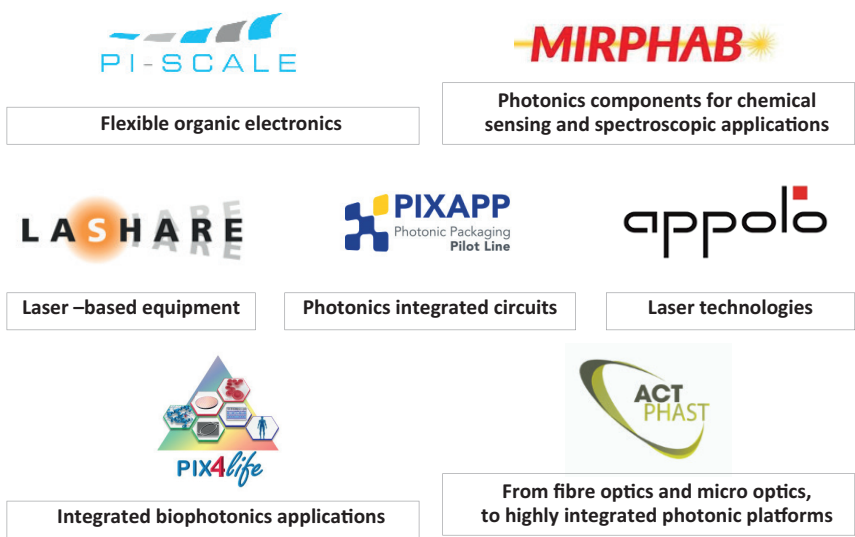 PI-SCALE
MIRPHAB
Flexible organic electronics
Photonics components for chemical
sensing and spectroscopic applications
LASHARE
ARE
ARE
PIXAPP
Photonic Packaging
Pilot Line
appolo
Laser –based equipment
Photonics integrated circuits
Laser technologies
PIX4life
ACT
PHAST
Integrated biophotonics applications
From fibre optics and micro optics,
to highly integrated photonic platforms